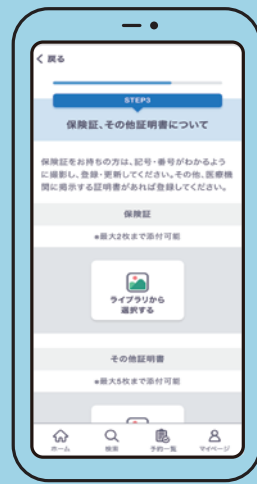 戻る
STEP3
保険証、その他証明書について
保険証をお持ちの方は、記号・番号がわかるよう
に撮影し、登録・更新してください。その他、医療機
関に掲示する証明書があれば登録してください。
保険証
※最大2枚まで添付可能
ライブラリから
選択する
その他証明書
※最大5枚まで添付可能
ホーム
検索
予約一覧
マイページ